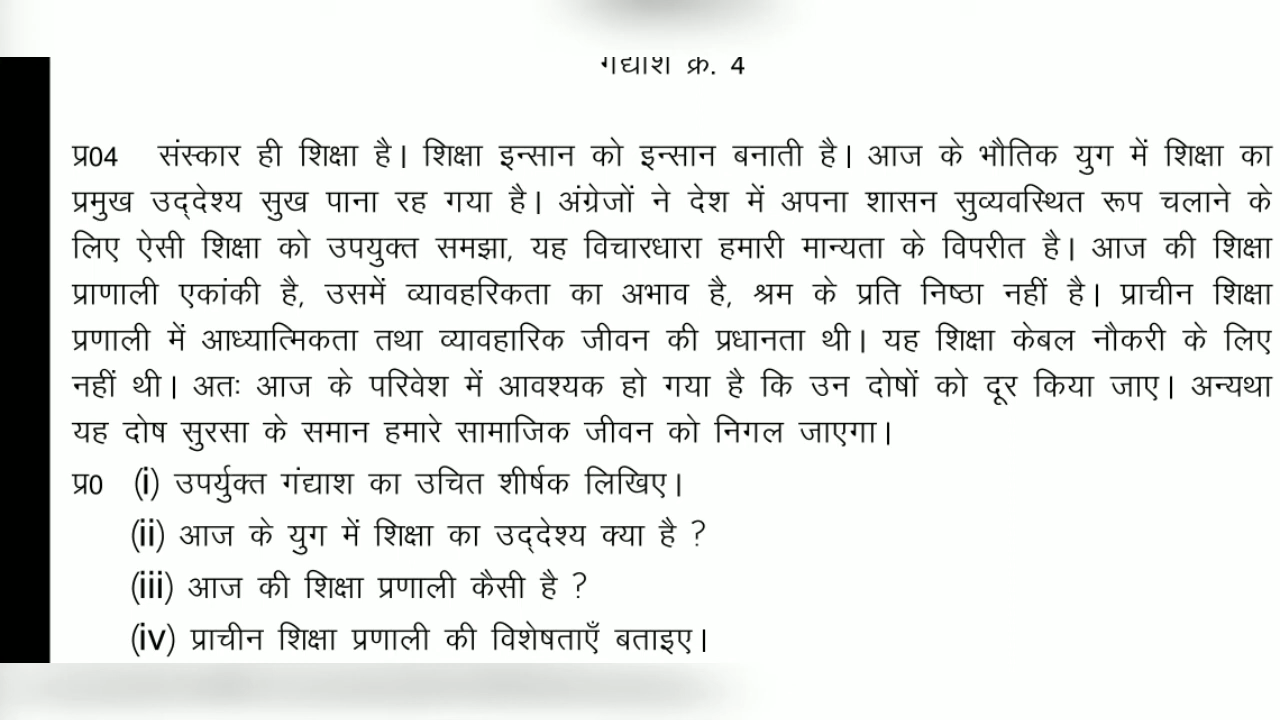 गद्यांश क्र. 4
प्र04 संस्कार ही शिक्षा है। शिक्षा इन्सान को इन्सान बनाती है। आज के भौतिक युग में शिक्षा का
प्रमुख उद्‌देश्य सुख पाना रह गया है। अंग्रेजों ने देश में अपना शासन सुव्यवस्थित रूप चलाने के
लिए ऐसी शिक्षा को उपयुक्त समझा, यह विचारधारा हमारी मान्यता के विपरीत है। आज की शिक्षा
प्राणाली एकांकी है, उसमें व्यावहरिकता का अभाव है, श्रम के प्रति निष्ठा नहीं है। प्राचीन शिक्षा
प्रणाली में आध्यात्मिकता तथा व्यावहारिक जीवन की प्रधानता थी। यह शिक्षा केबल नौकरी के लिए
नहीं थी। अतः आज के परिवेश में आवश्यक हो गया है कि उन दोषों को दूर किया जाए। अन्यथा
यह दोष सुरसा के समान हमारे सामाजिक जीवन को निगल जाएगा।
प्र0 (i) उपर्युक्त गंद्याश का उचित शीर्षक लिखिए।
(ii) आज के युग में शिक्षा का उद्‌देश्य क्या है ?
(iii) आज की शिक्षा प्रणाली कैसी है ?
(iv) प्राचीन शिक्षा प्रणाली की विशेषताएँ बताइए।